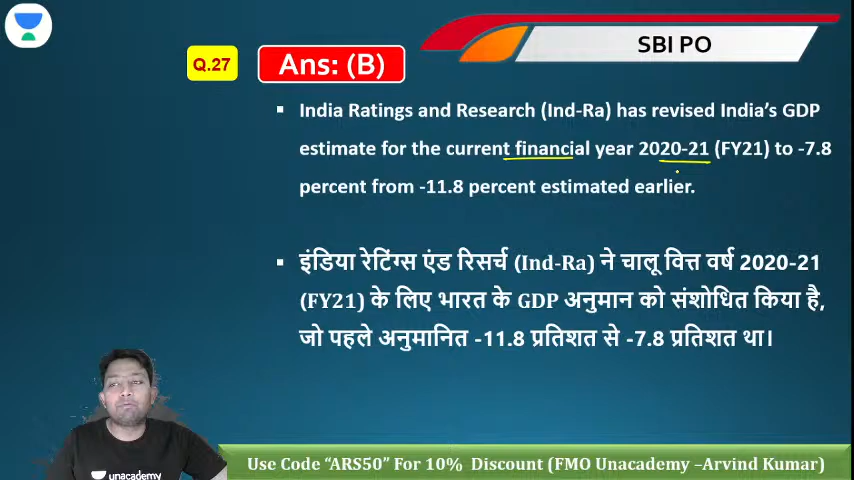 SBI PO
Q.27
Ans: (B)
▪ India Ratings and Research (Ind-Ra) has revised India's GDP
estimate for the current financial year 2020-21 (FY21) to -7.8
percent from -11.8 percent estimated earlier.
▪ इंडिया रेटिंग्स एंड रिसर्च (Ind-Ra) ने चालू वित्त वर्ष 2020-21
(FY21) के लिए भारत के GDP अनुमान को संशोधित किया है,
जो पहले अनुमानित -11.8 प्रतिशत से -7.8 प्रतिशत था।
unacademy
Use Code "ARS50" For 10% Discount (FMO Unacademy –Arvind Kumar)